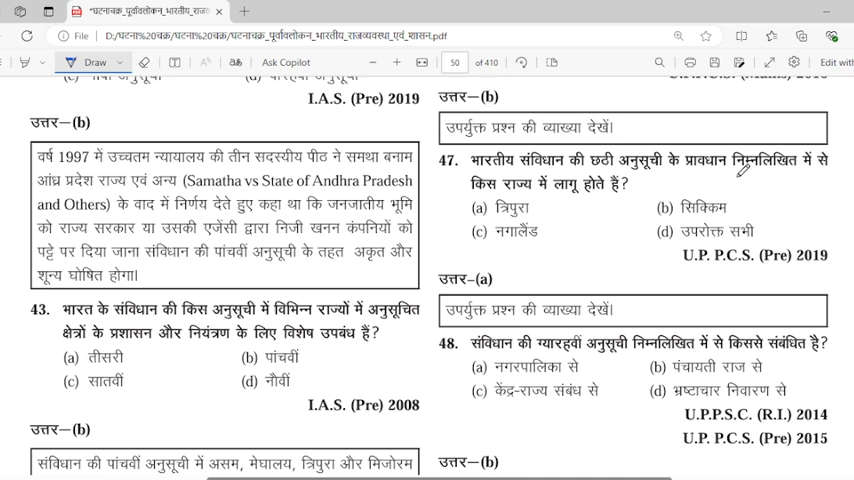 *घटनाचक्र_पूर्वावलोकन_भारतीय_राजव
File D:/घटना%20चक्र/घटना%20चक्र/घटनाचक्र_पूर्वावलोकन_भारतीय_राजव्यवस्था_एवं_शासन.pdf
Draw Ask Copilot 50 of 410 Edit with
I.A.S. (Pre) 2019
उत्तर—(b)
वर्ष 1997 में उच्चतम न्यायालय की तीन सदस्यीय पीठ ने समथा बनाम
आंध्र प्रदेश राज्य एवं अन्य (Samatha vs State of Andhra Pradesh
and Others) के वाद में निर्णय देते हुए कहा था कि जनजातीय भूमि
को राज्य सरकार या उसकी एजेंसी द्वारा निजी खनन कंपनियों को
पट्टे पर दिया जाना संविधान की पांचवीं अनुसूची के तहत अकृत और
शून्य घोषित होगा।
43. भारत के संविधान की किस अनुसूची में विभिन्न राज्यों में अनुसूचित
क्षेत्रों के प्रशासन और नियंत्रण के लिए विशेष उपबंध हैं?
(a) तीसरी (b) पांचवीं
(c) सातवीं (d) नौवीं
I.A.S. (Pre) 2008
उत्तर—(b)
संविधान की पांचवीं अनुसूची में असम, मेघालय, त्रिपुरा और मिजोरम
उत्तर—(b)
उपर्युक्त प्रश्न की व्याख्या देखें।
47. भारतीय संविधान की छठी अनुसूची के प्रावधान निम्नलिखित में से
किस राज्य में लागू होते हैं?
(a) त्रिपुरा (b) सिक्किम
(c) नगालैंड (d) उपरोक्त सभी
U.P. P.C.S. (Pre) 2019
उत्तर-(a)
उपर्युक्त प्रश्न की व्याख्या देखें।
48. संविधान की ग्यारहवीं अनुसूची निम्नलिखित में से किससे संबंधित है?
(a) नगरपालिका से (b) पंचायती राज से
(c) केंद्र-राज्य संबंध से (d) भ्रष्टाचार निवारण से
U.P.P.S.C. (R.I.) 2014
U.P. P.C.S. (Pre) 2015
उत्तर—(b)